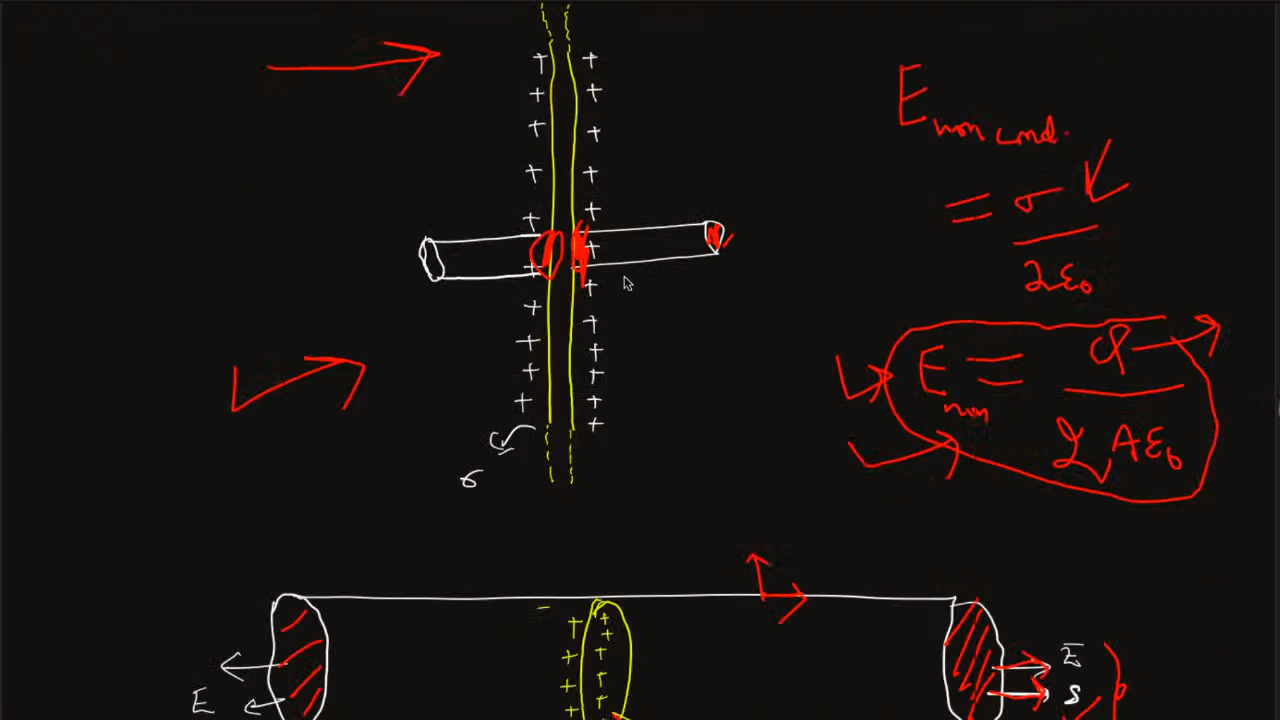 E non cond.
= σ
2ε₀
E non = q
2 A ε₀
σ
E
E
S